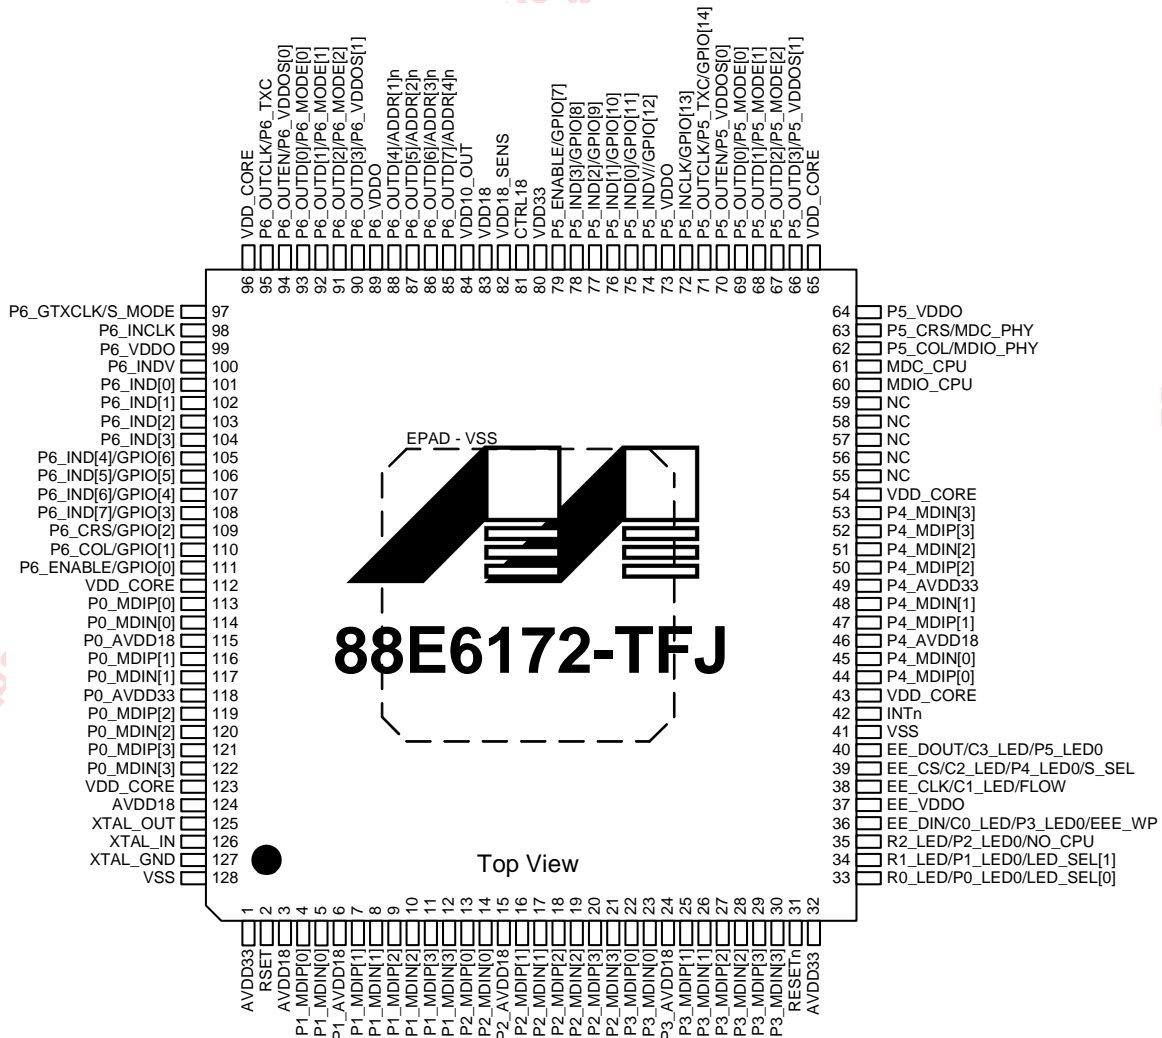 VDD_CORE
P6_OUTCLK/P6_TXC
P6_OUTEN/P6_VDDOS[0]
P6_OUTD[0]/P6_MODE[0]
P6_OUTD[1]/P6_MODE[1]
P6_OUTD[2]/P6_MODE[2]
P6_OUTD[3]/P6_VDDOS[1]
P6_VDDO
P6_OUTD[4]/ADDR[1]n
P6_OUTD[5]/ADDR[2]n
P6_OUTD[6]/ADDR[3]n
P6_OUTD[7]/ADDR[4]n
VDD10_OUT
VDD18
VDD18_SENS
CTRL18
VDD33
P5_ENABLE/GPIO[7]
P5_IND[3]/GPIO[8]
P5_IND[2]/GPIO[9]
P5_IND[1]/GPIO[10]
P5_IND[0]/GPIO[11]
P5_INDV//GPIO[12]
P5_VDDO
P5_INCLK/GPIO[13]
P5_OUTCLK/P5_TXC/GPIO[14]
P5_OUTEN/P5_VDDOS[0]
P5_OUTD[0]/P5_MODE[0]
P5_OUTD[1]/P5_MODE[1]
P5_OUTD[2]/P5_MODE[2]
P5_OUTD[3]/P5_VDDOS[1]
VDD_CORE
96 95 94 93 92 91 90 89 88 87 86 85 84 83 82 81 80 79 78 77 76 75 74 73 72 71 70 69 68 67 66 65
P6_GTXCLK/S_MODE 97
P6_INCLK 98
P6_VDDO 99
P6_INDV 100
P6_IND[0] 101
P6_IND[1] 102
P6_IND[2] 103
P6_IND[3] 104
P6_IND[4]/GPIO[6] 105
P6_IND[5]/GPIO[5] 106
P6_IND[6]/GPIO[4] 107
P6_IND[7]/GPIO[3] 108
P6_CRS/GPIO[2] 109
P6_COL/GPIO[1] 110
P6_ENABLE/GPIO[0] 111
VDD_CORE 112
P0_MDIP[0] 113
P0_MDIN[0] 114
P0_AVDD18 115
P0_MDIP[1] 116
P0_MDIN[1] 117
P0_AVDD33 118
P0_MDIP[2] 119
P0_MDIN[2] 120
P0_MDIP[3] 121
P0_MDIN[3] 122
VDD_CORE 123
AVDD18 124
XTAL_OUT 125
XTAL_IN 126
XTAL_GND 127
VSS 128
EPAD - VSS
88E6172-TFJ
Top View
64 P5_VDDO
63 P5_CRS/MDC_PHY
62 P5_COL/MDIO_PHY
61 MDC_CPU
60 MDIO_CPU
59 NC
58 NC
57 NC
56 NC
55 NC
54 VDD_CORE
53 P4_MDIN[3]
52 P4_MDIP[3]
51 P4_MDIN[2]
50 P4_MDIP[2]
49 P4_AVDD33
48 P4_MDIN[1]
47 P4_MDIP[1]
46 P4_AVDD18
45 P4_MDIN[0]
44 P4_MDIP[0]
43 VDD_CORE
42 INTn
41 VSS
40 EE_DOUT/C3_LED/P5_LED0
39 EE_CS/C2_LED/P4_LED0/S_SEL
38 EE_CLK/C1_LED/FLOW
37 EE_VDDO
36 EE_DIN/C0_LED/P3_LED0/EEE_WP
35 R2_LED/P2_LED0/NO_CPU
34 R1_LED/P1_LED0/LED_SEL[1]
33 R0_LED/P0_LED0/LED_SEL[0]
1 2 3 4 5 6 7 8 9 10 11 12 13 14 15 16 17 18 19 20 21 22 23 24 25 26 27 28 29 30 31 32
AVDD33
RSET
AVDD18
P1_MDIP[0]
P1_MDIN[0]
P1_AVDD18
P1_MDIP[1]
P1_MDIN[1]
P1_MDIP[2]
P1_MDIN[2]
P1_MDIP[3]
P1_MDIN[3]
P2_MDIP[0]
P2_MDIN[0]
P2_AVDD18
P2_MDIP[1]
P2_MDIN[1]
P2_MDIP[2]
P2_MDIN[2]
P2_MDIP[3]
P2_MDIN[3]
P3_MDIP[0]
P3_MDIN[0]
P3_AVDD18
P3_MDIP[1]
P3_MDIN[1]
P3_MDIP[2]
P3_MDIN[2]
P3_MDIP[3]
P3_MDIN[3]
RESETn
AVDD33